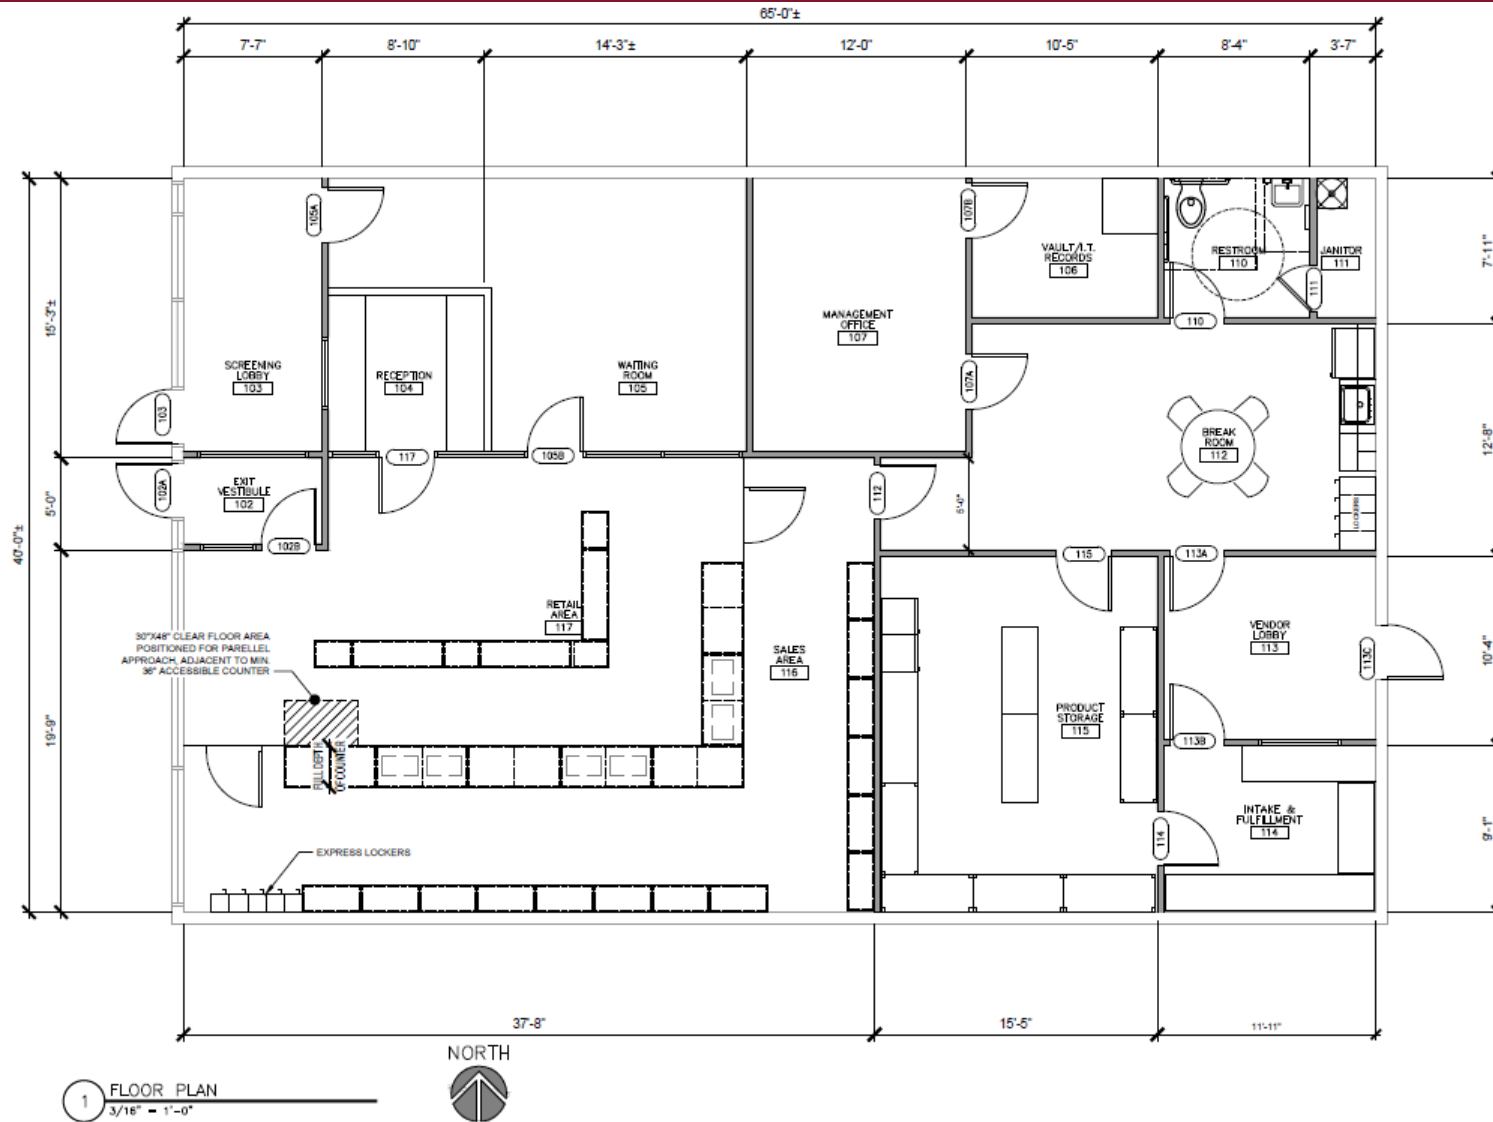 65'-0"±
7'-7"
8'-10"
14'-3"±
12'-0"
10'-5"
8'-4"
3'-7"
40'-0"±
15'-3"±
5'-0"
19'-9"
7'-11"
12'-8"
10'-4"
9'-1"
105A
107B
VAULT/I.T.
RECORDS
106
RESTROOM
110
JANITOR
111
111
110
MANAGEMENT
OFFICE
107
SCREENING
LOBBY
103
RECEPTION
104
WAITING
ROOM
105
107A
103
BREAK
ROOM
112
117
105B
EXIT
VESTIBULE
102
102A
102B
112
5'-0"
LOCKERS
115
113A
RETAIL
AREA
117
30"X48" CLEAR FLOOR AREA
POSITIONED FOR PARELLEL
APPROACH, ADJACENT TO MIN.
36" ACCESSIBLE COUNTER
SALES
AREA
116
VENDOR
LOBBY
113
113C
PRODUCT
STORAGE
115
113B
FULL DEPTH
OF COUNTER
INTAKE &
FULFILLMENT
114
114
EXPRESS LOCKERS
37'-8"
15'-5"
11'-11"
NORTH
1
FLOOR PLAN
3/16" = 1'-0"